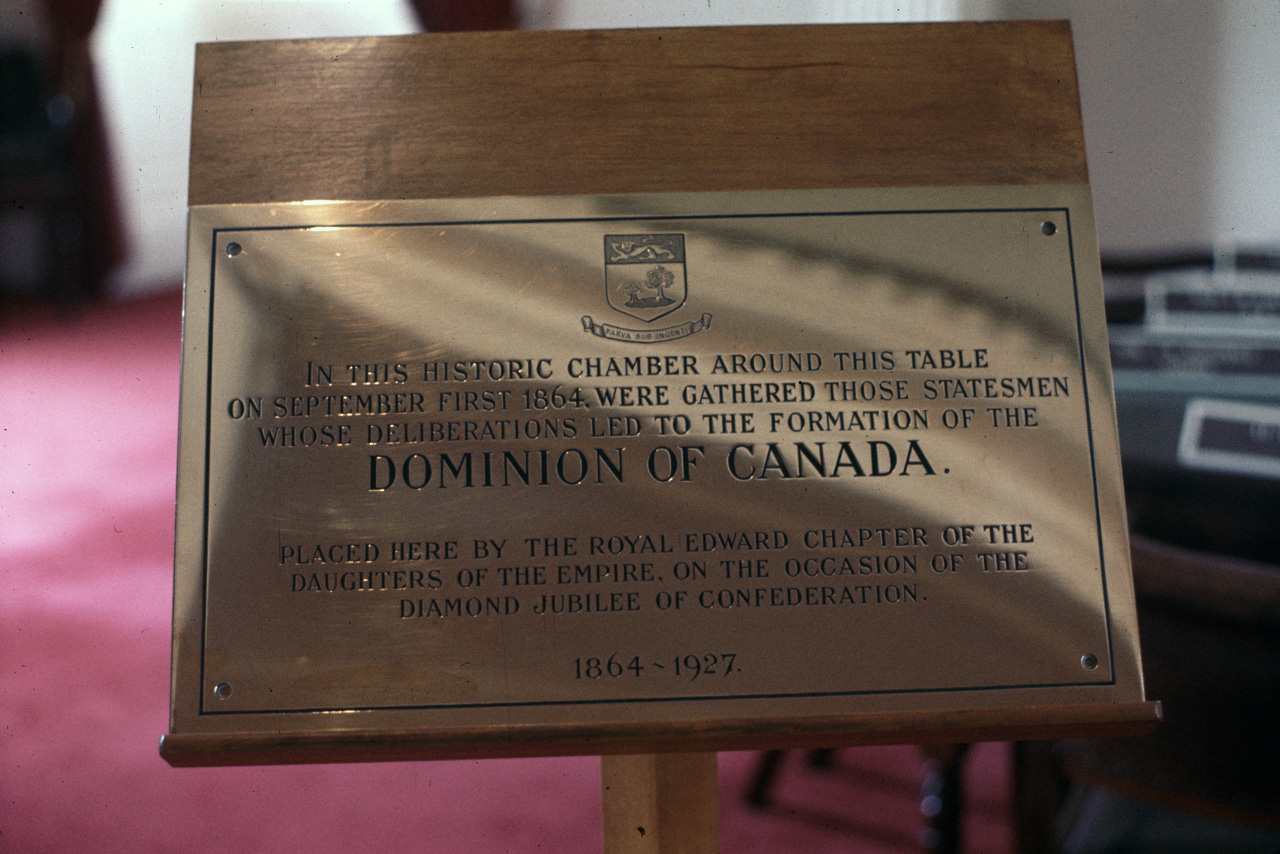 PARVA SUB INGENTI
IN THIS HISTORIC CHAMBER AROUND THIS TABLE
ON SEPTEMBER FIRST 1864, WERE GATHERED THOSE STATESMEN
WHOSE DELIBERATIONS LED TO THE FORMATION OF THE
DOMINION OF CANADA.
PLACED HERE BY THE ROYAL EDWARD CHAPTER OF THE
DAUGHTERS OF THE EMPIRE, ON THE OCCASION OF THE
DIAMOND JUBILEE OF CONFEDERATION.
1864~1927.